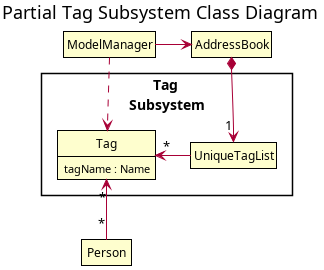 Partial Tag Subsystem Class Diagram
ModelManager
AddressBook
Tag
Subsystem
1
Tag
*
tagName : Name
UniqueTagList
*
*
Person